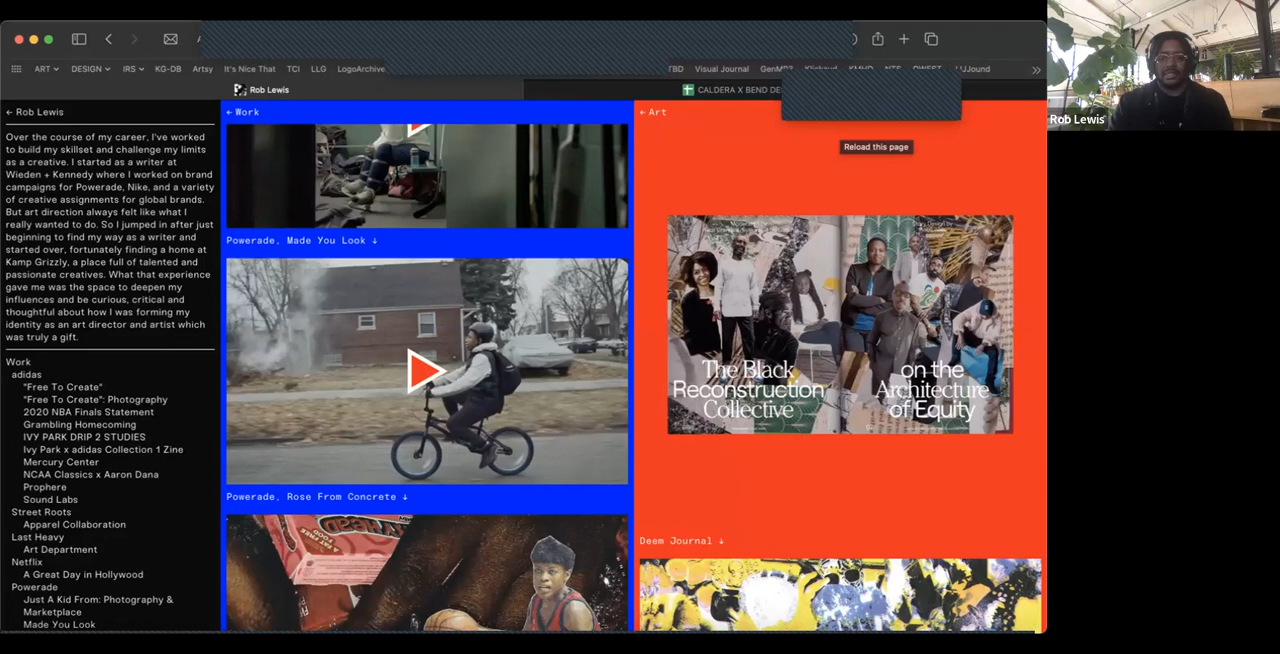 ART
DESIGN
IRS
KG-DB
Artsy
It's Nice That
TCI
LLG
LogoArchive
Visual Journal
Rob Lewis
CALDERA X BEND DE
← Rob Lewis
Over the course of my career, I've worked
to build my skillset and challenge my limits
as a creative. I started as a writer at
Wieden + Kennedy where I worked on brand
campaigns for Powerade, Nike, and a variety
of creative assignments for global brands.
But art direction always felt like what I
really wanted to do. So I jumped in after just
beginning to find my way as a writer and
started over, fortunately finding a home at
Kamp Grizzly, a place full of talented and
passionate creatives. What that experience
gave me was the space to deepen my
influences and be curious, critical and
thoughtful about how I was forming my
identity as an art director and artist which
was truly a gift.
Work
adidas
"Free To Create"
"Free To Create": Photography
2020 NBA Finals Statement
Grambling Homecoming
IVY PARK DRIP 2 STUDIES
Ivy Park x adidas Collection 1 Zine
Mercury Center
NCAA Classics x Aaron Dana
Prophere
Sound Labs
Street Roots
Apparel Collaboration
Last Heavy
Art Department
Netflix
A Great Day in Hollywood
Powerade
Just A Kid From: Photography &
Marketplace
Made You Look
← Work
Powerade, Made You Look ↓
Powerade, Rose From Concrete ↓
← Art
Reload this page
The Black
Reconstruction
Collective
on the
Architecture
of Equity
Deem Journal ↓
Rob Lewis